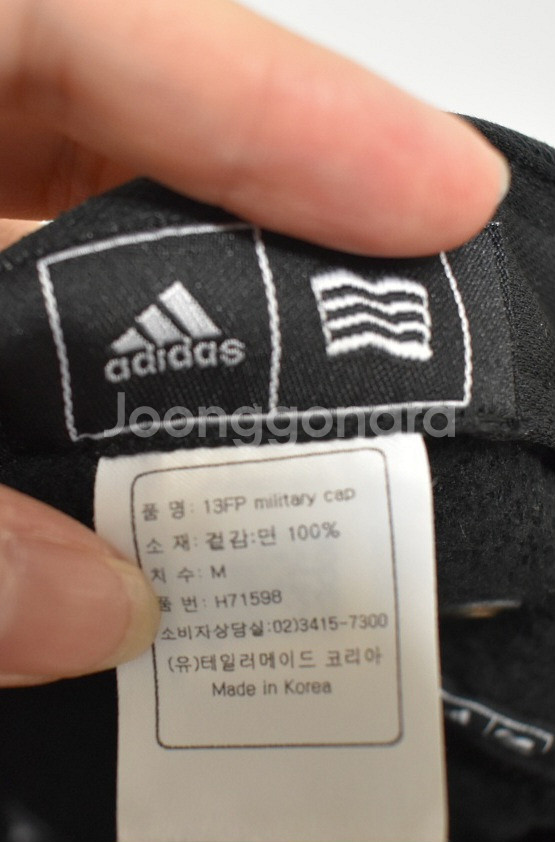 adidas
Joonggonara
품 명: 13FP military cap
소 재: 겉감:면 100%
치 수: M
품 번: H71598
소비자상담실:02)3415-7300
(유)테일러메이드 코리아
Made in Korea